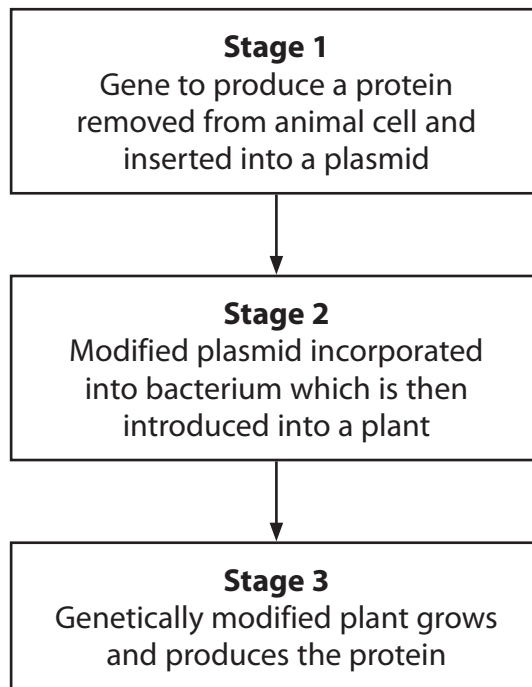 Stage 1
Gene to produce a protein
removed from animal cell and
inserted into a plasmid
Stage 2
Modified plasmid incorporated
into bacterium which is then
introduced into a plant
Stage 3
Genetically modified plant grows
and produces the protein